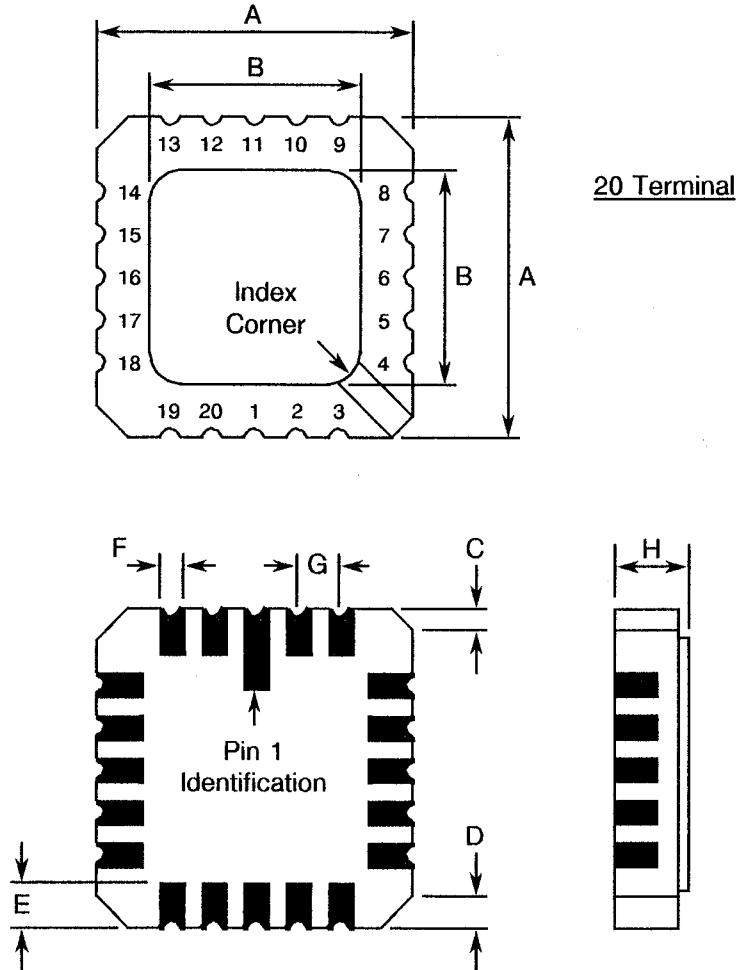 A
B
13 12 11 10 9
14
15
16
17
18
8
7
6
5
4
Index
Corner
B
A
20 Terminal
19 20 1 2 3
F
G
C
H
Pin 1
Identification
D
E